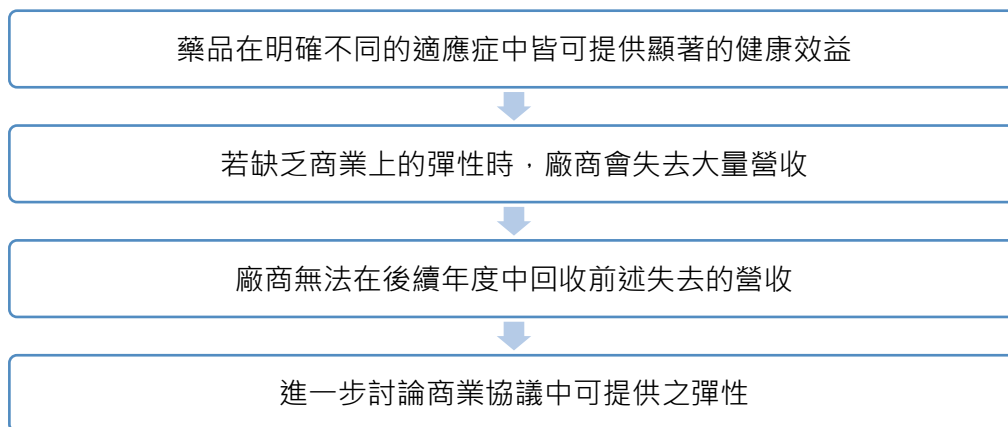 藥品在明確不同的適應症中皆可提供顯著的健康效益
若缺乏商業上的彈性時，廠商會失去大量營收
廠商無法在後續年度中回收前述失去的營收
進一步討論商業協議中可提供之彈性